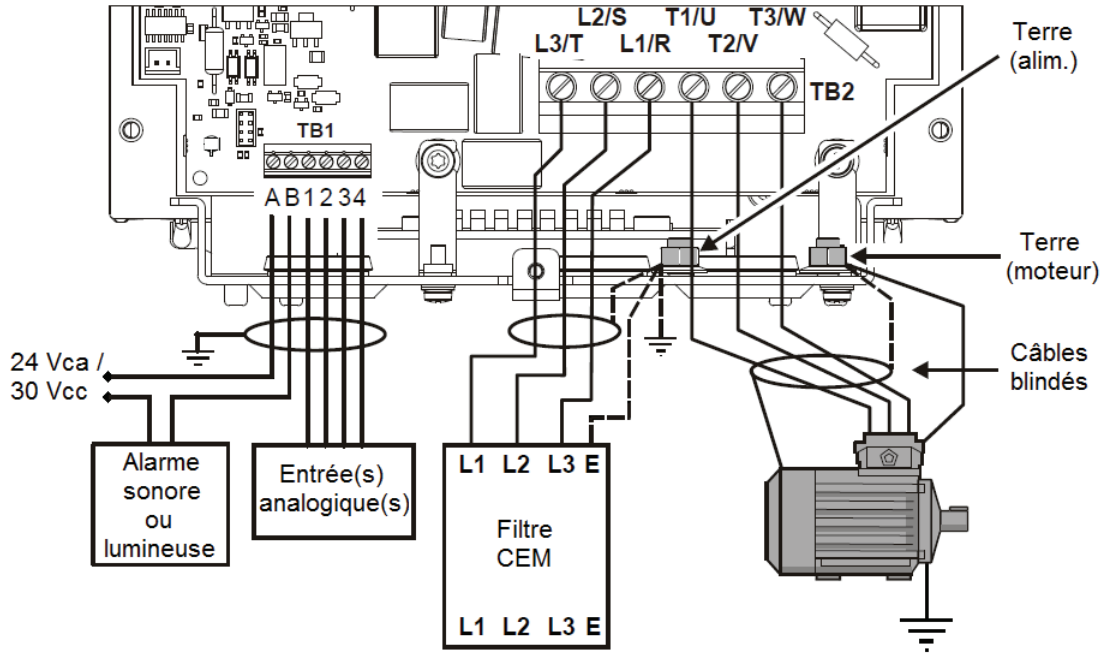 L2/S T1/U T3/W
L3/T L1/R T2/V
TB2
TB1
A B 1 2 3 4
Terre
(alim.)
Terre
(moteur)
Câbles
blindés
24 Vca /
30 Vcc
Alarme
sonore
ou
lumineuse
Entrée(s)
analogique(s)
L1 L2 L3 E
Filtre
CEM
L1 L2 L3 E